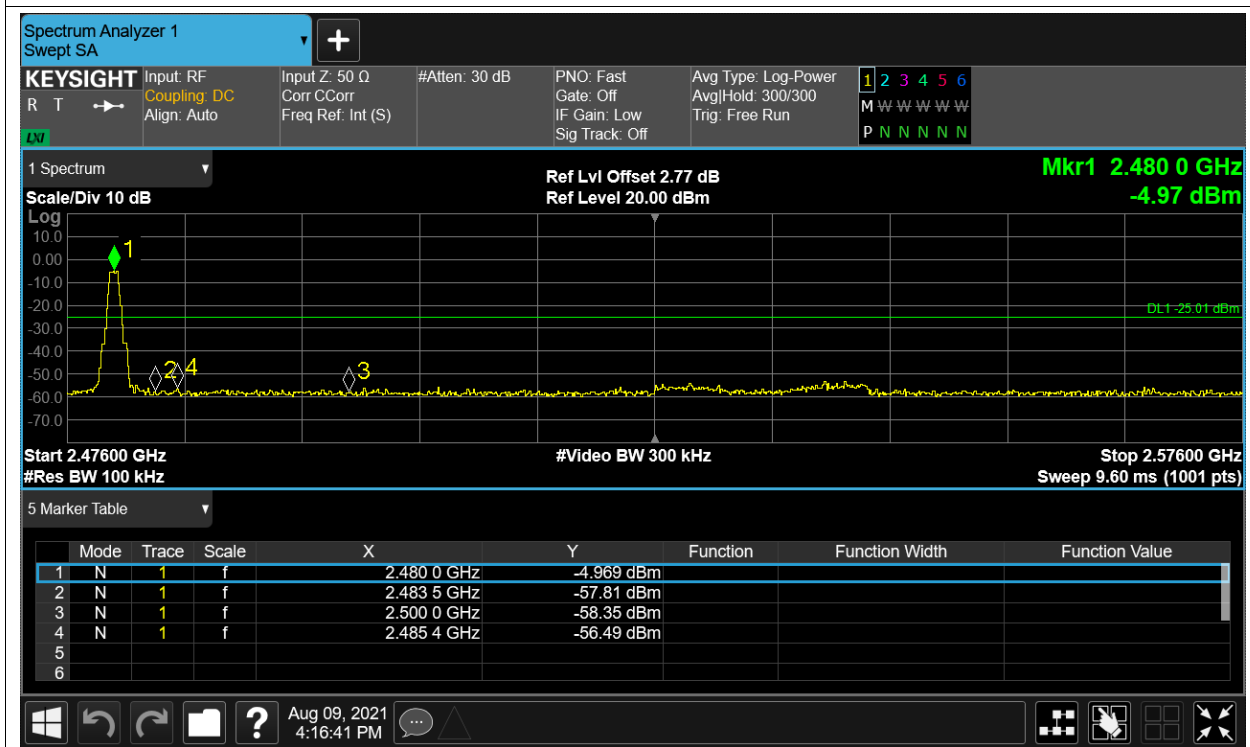 Spectrum Analyzer 1
Swept SA
+
KEYSIGHT Input: RF Input Z: 50 Ω #Atten: 30 dB PNO: Fast Avg Type: Log-Power 1 2 3 4 5 6
R T Coupling: DC Corr CCorr Gate: Off Avg|Hold: 300/300 M W W W W W
Align: Auto Freq Ref: Int (S) IF Gain: Low Trig: Free Run
LXI Sig Track: Off P N N N N N
1 Spectrum Ref Lvl Offset 2.77 dB Mkr1 2.480 0 GHz
Scale/Div 10 dB Ref Level 20.00 dBm -4.97 dBm
Log
10.0
1
0.00
-10.0
-20.0
DL1 -25.01 dBm
-30.0
-40.0
2 4 3
-50.0
-60.0
-70.0
Start 2.47600 GHz #Video BW 300 kHz Stop 2.57600 GHz
#Res BW 100 kHz Sweep 9.60 ms (1001 pts)
5 Marker Table
Mode Trace Scale X Y Function Function Width Function Value
1 N 1 f 2.480 0 GHz -4.969 dBm
2 N 1 f 2.483 5 GHz -57.81 dBm
3 N 1 f 2.500 0 GHz -58.35 dBm
4 N 1 f 2.485 4 GHz -56.49 dBm
5
6
? Aug 09, 2021
4:16:41 PM